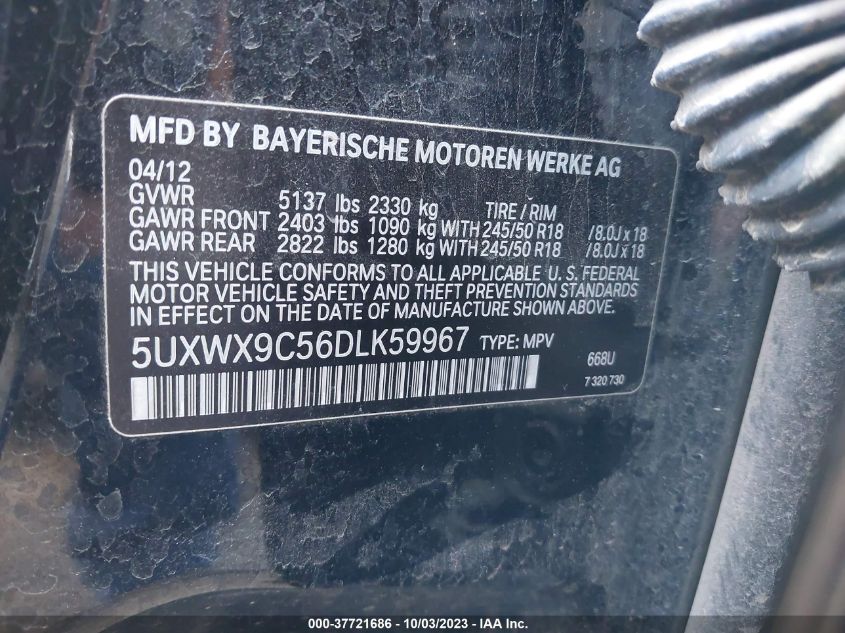 MFD BY BAYERISCHE MOTOREN WERKE AG
04/12
GVWR 5137 lbs 2330 kg TIRE / RIM
GAWR FRONT 2403 lbs 1090 kg WITH 245/50 R18 /8.0J x 18
GAWR REAR 2822 lbs 1280 kg WITH 245/50 R18 /8.0J x 18
THIS VEHICLE CONFORMS TO ALL APPLICABLE U.S. FEDERAL
MOTOR VEHICLE SAFETY AND THEFT PREVENTION STANDARDS
IN EFFECT ON THE DATE OF MANUFACTURE SHOWN ABOVE.
5UXWX9C56DLK59967 TYPE: MPV 668U
7 320 730
000-37721686 - 10/03/2023 - IAA Inc.